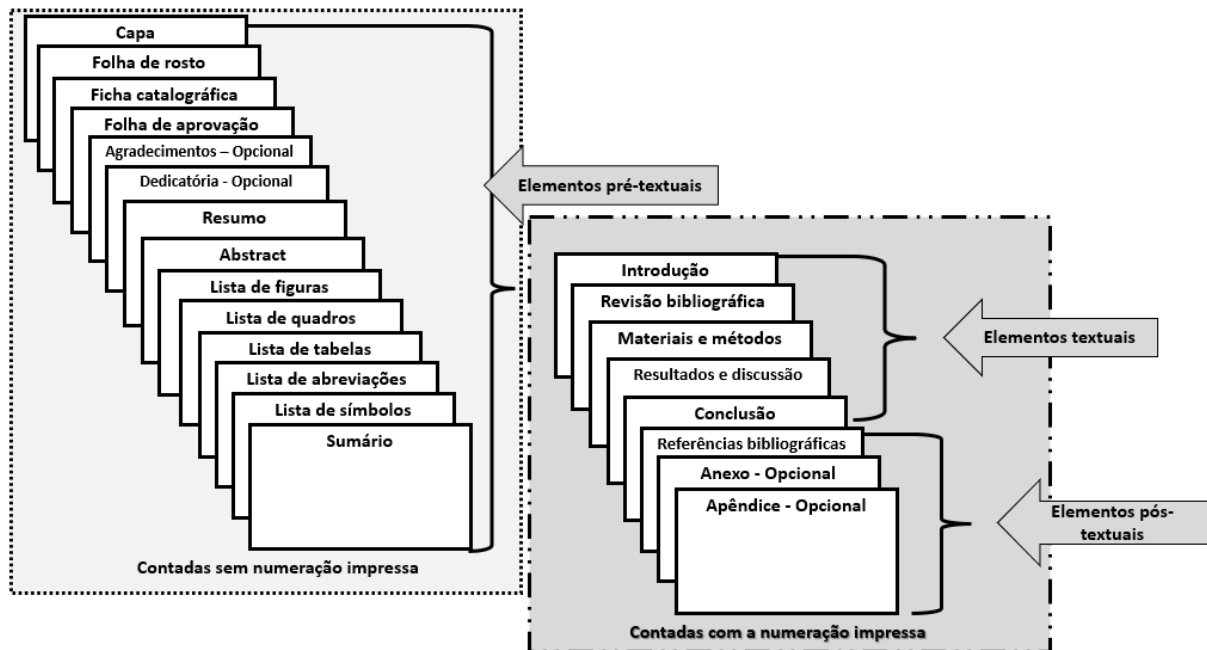 Capa
Folha de rosto
Ficha catalográfica
Folha de aprovação
Agradecimentos – Opcional
Dedicatória - Opcional
Resumo
Abstract
Lista de figuras
Lista de quadros
Lista de tabelas
Lista de abreviações
Lista de símbolos
Sumário
Contadas sem numeração impressa
Elementos pré-textuais
Introdução
Revisão bibliográfica
Materiais e métodos
Resultados e discussão
Conclusão
Referências bibliográficas
Anexo - Opcional
Apêndice - Opcional
Contadas com a numeração impressa
Elementos textuais
Elementos pós-
textuais